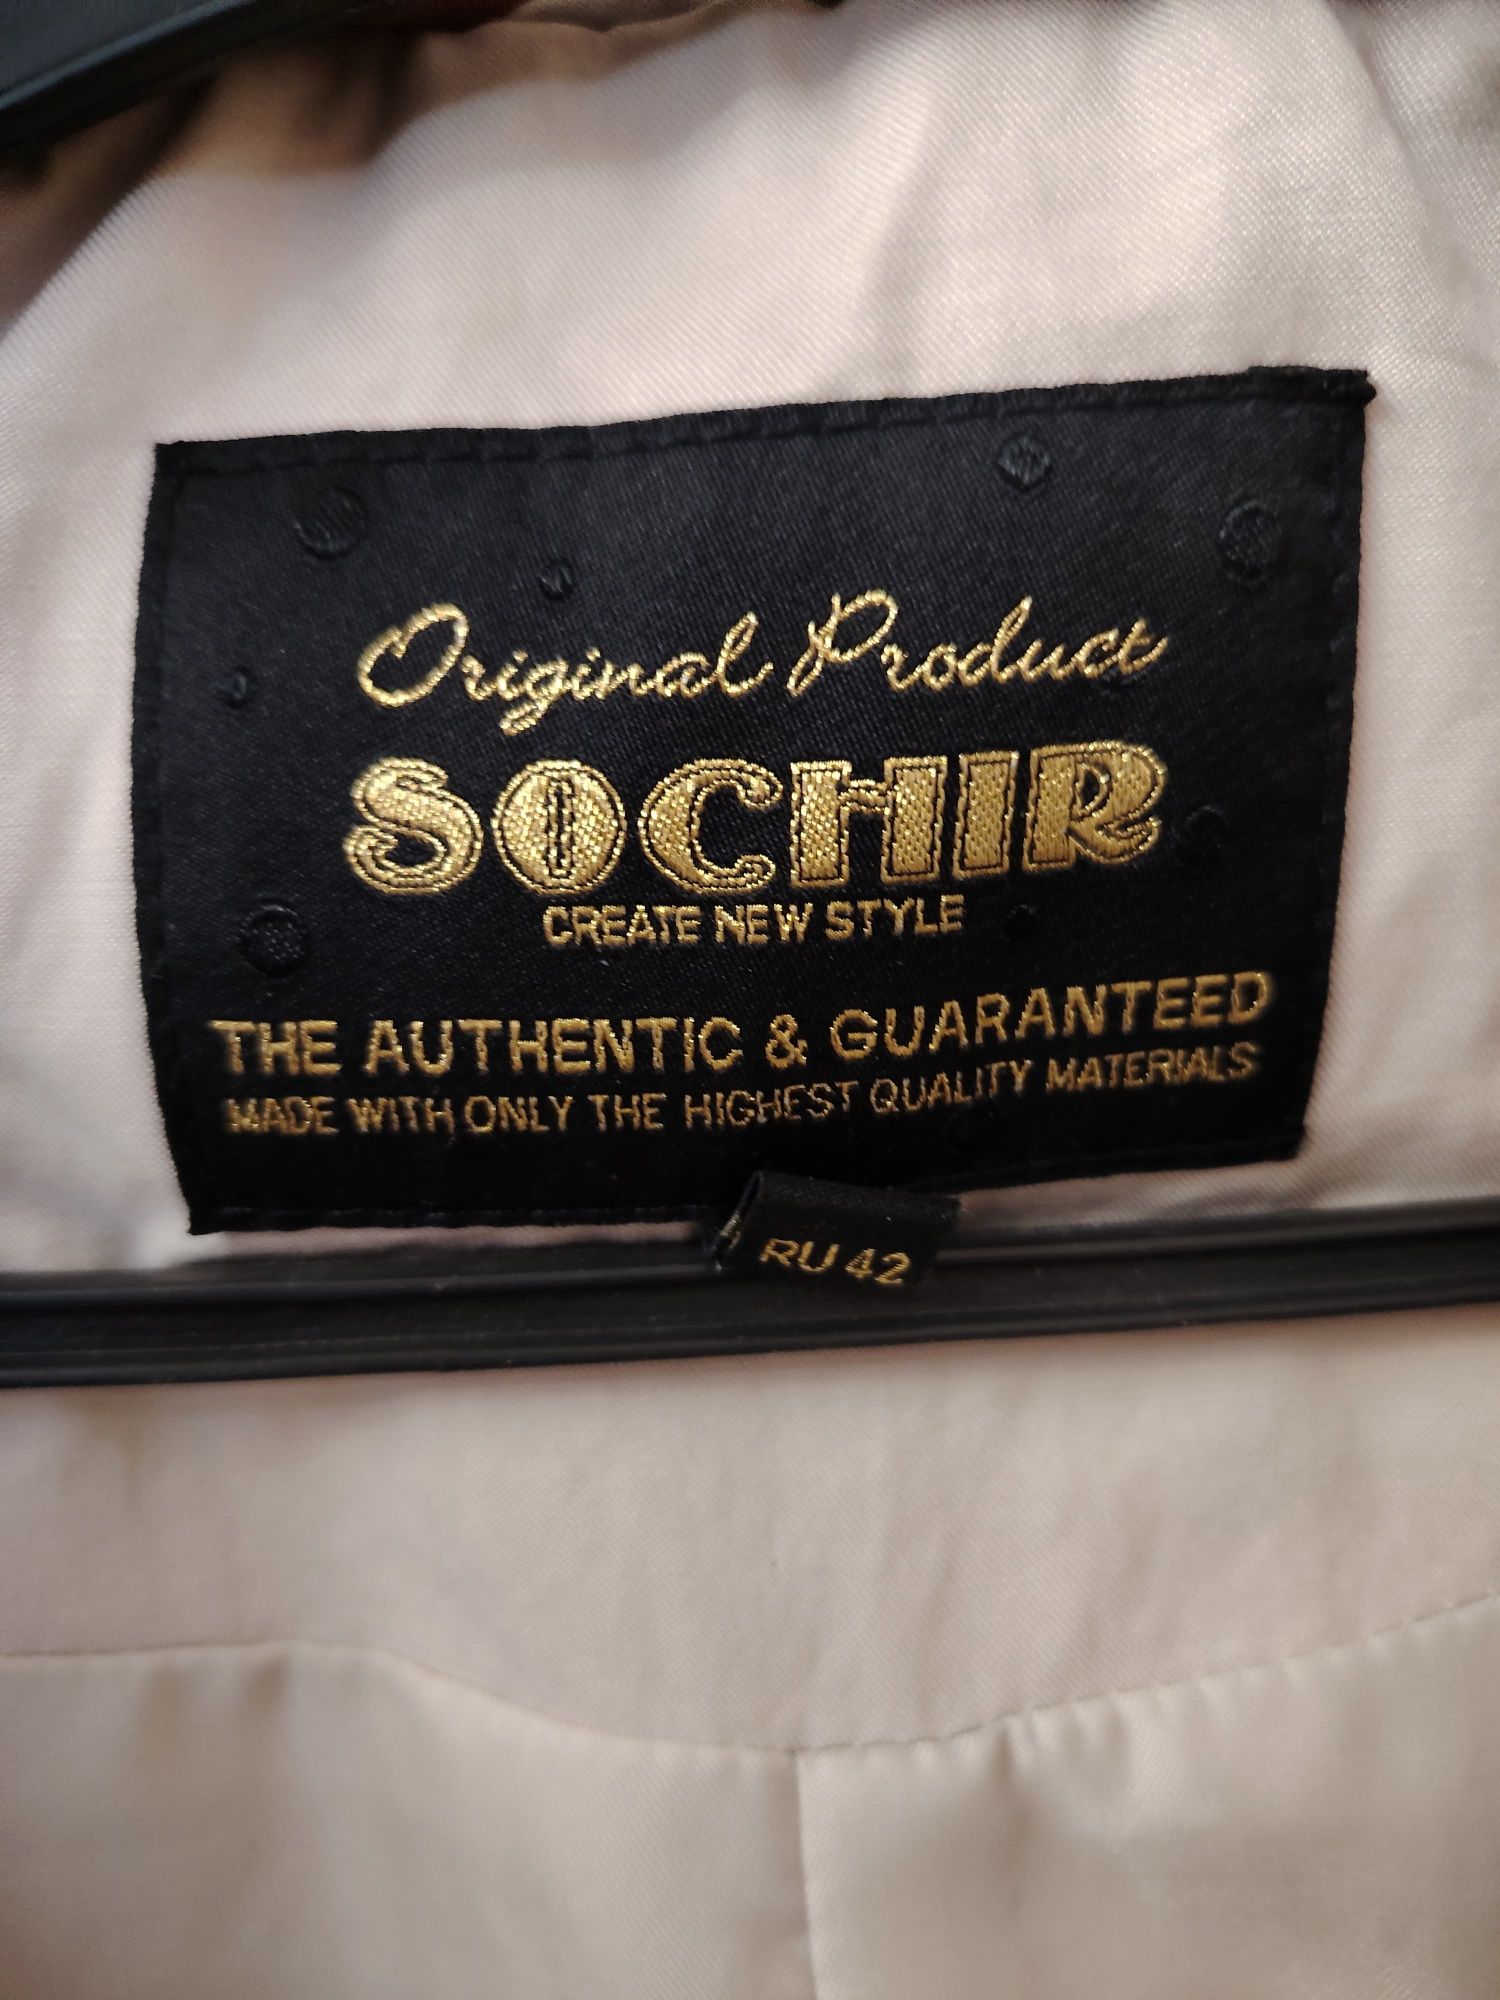 Original Product
SOCHIR
CREATE NEW STYLE
THE AUTHENTIC & GUARANTEED
MADE WITH ONLY THE HIGHEST QUALITY MATERIALS
RU 42